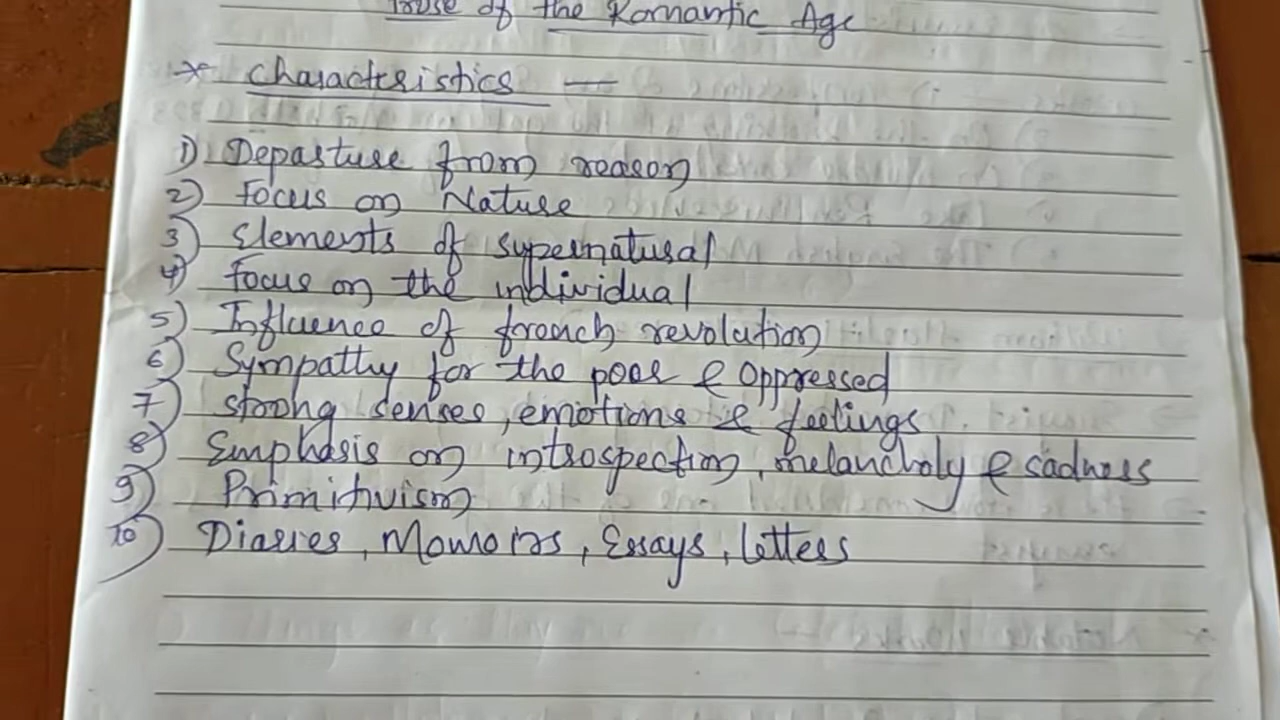 Prose of the Romantic Age
* Characteristics —
1) Departure from reason
2) Focus on Nature
3) Elements of supernatural
4) Focus on the individual
5) Influence of french revolution
6) Sympathy for the poor & oppressed
7) strong senses, emotions & feelings
8) Emphasis on introspection, melancholy & sadness
9) Primitivism
10) Diaries, Memoirs, Essays, letters